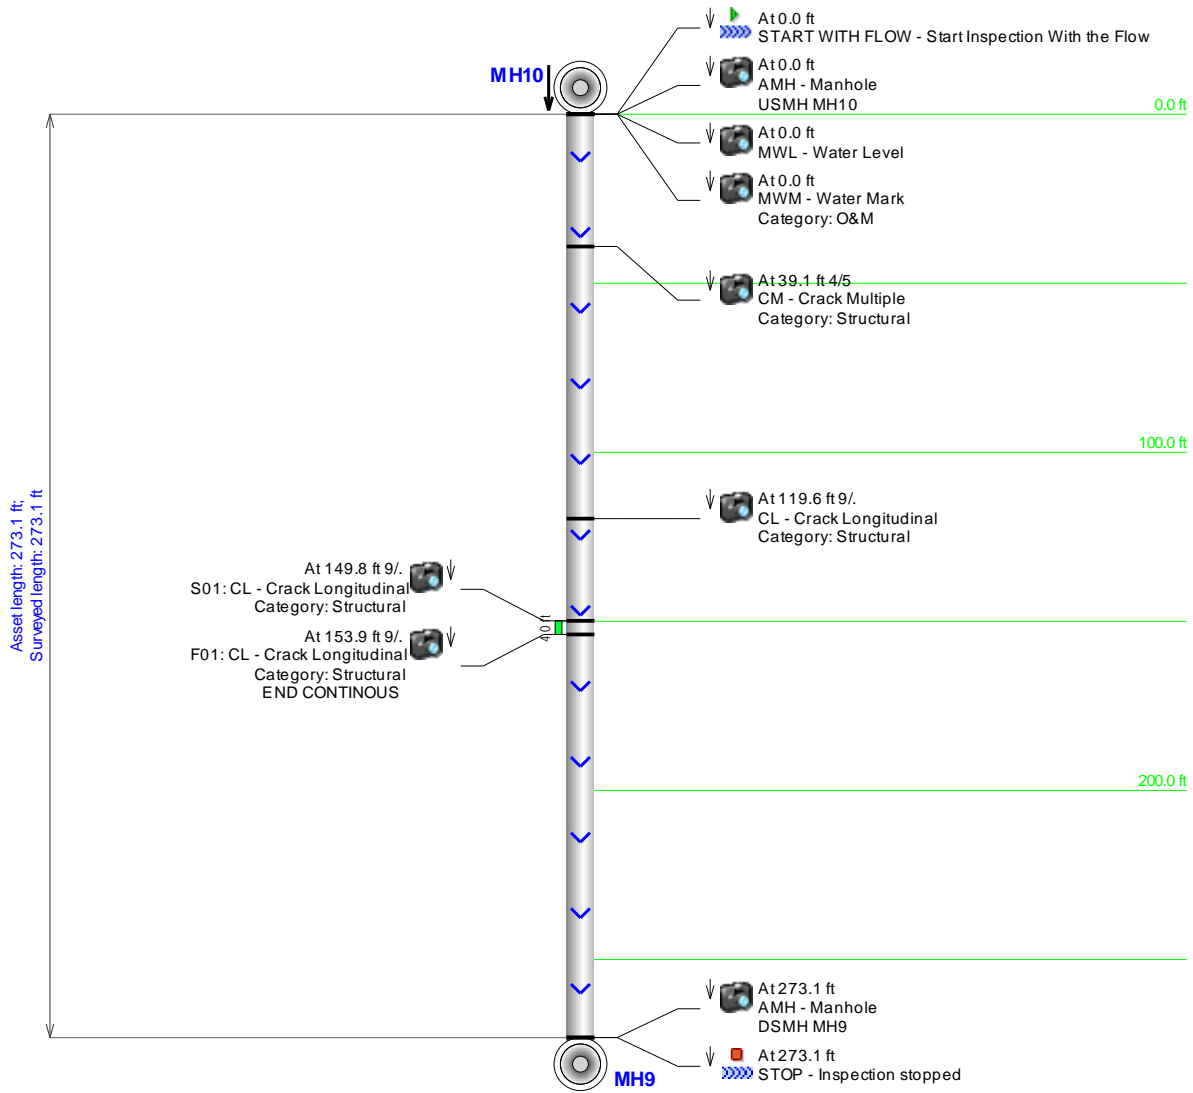 At 0.0 ft
START WITH FLOW - Start Inspection With the Flow
MH10
At 0.0 ft
AMH - Manhole
USMH MH10
0.0 ft
At 0.0 ft
MWL - Water Level
At 0.0 ft
MWM - Water Mark
Category: O&M
At 39.1 ft 4/5
CM - Crack Multiple
Category: Structural
100.0 ft
At 119.6 ft 9/.
CL - Crack Longitudinal
Category: Structural
Asset length: 273.1 ft;
Surveyed length: 273.1 ft
At 149.8 ft 9/.
S01: CL - Crack Longitudinal
Category: Structural
4.0 ft
At 153.9 ft 9/.
F01: CL - Crack Longitudinal
Category: Structural
END CONTINOUS
200.0 ft
At 273.1 ft
AMH - Manhole
DSMH MH9
At 273.1 ft
STOP - Inspection stopped
MH9